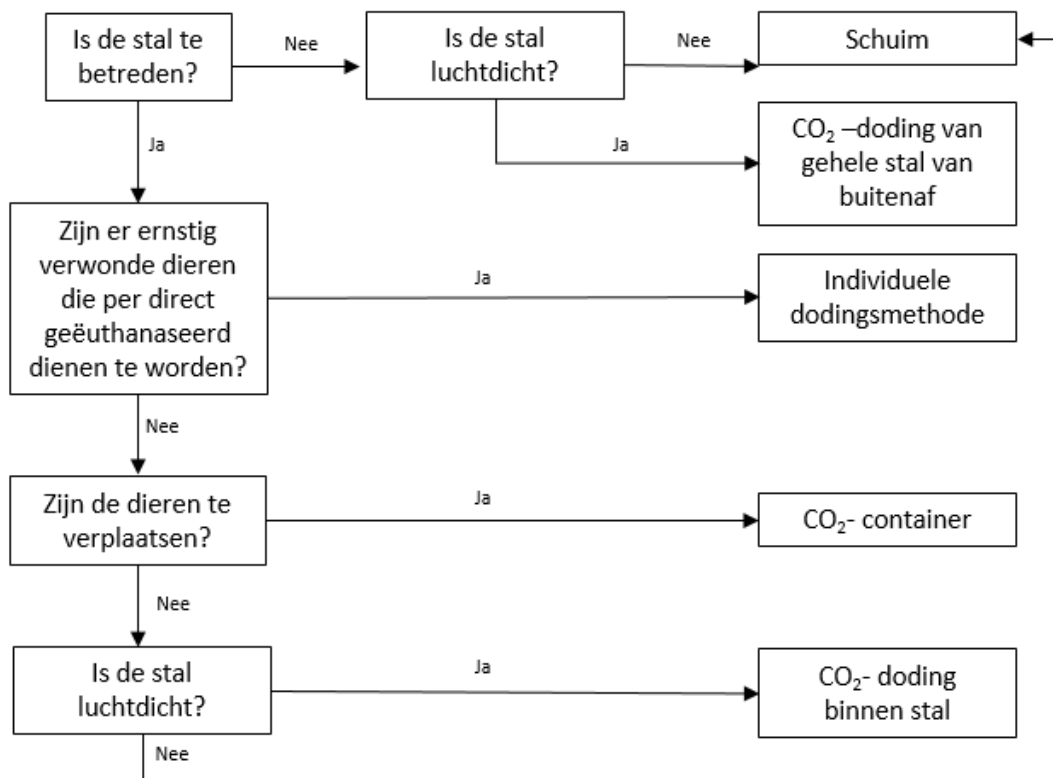 Is de stal te
betreden?
Nee
Is de stal
luchtdicht?
Nee
Schuim
Ja
Ja
CO₂ –doding van
gehele stal van
buitenaf
Zijn er ernstig
verwonde dieren
die per direct
geëuthanaseerd
dienen te worden?
Ja
Individuele
dodingsmethode
Nee
Zijn de dieren te
verplaatsen?
Ja
CO₂- container
Nee
Is de stal
luchtdicht?
Ja
CO₂- doding
binnen stal
Nee